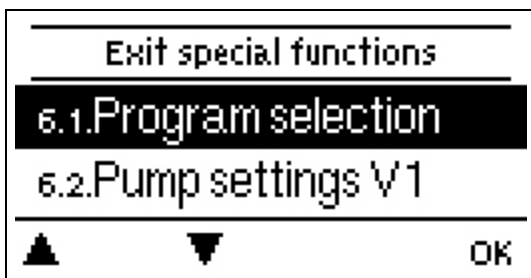 Exit special functions
6.1.Program selection
6.2.Pump settings V1
▲ ▼ OK